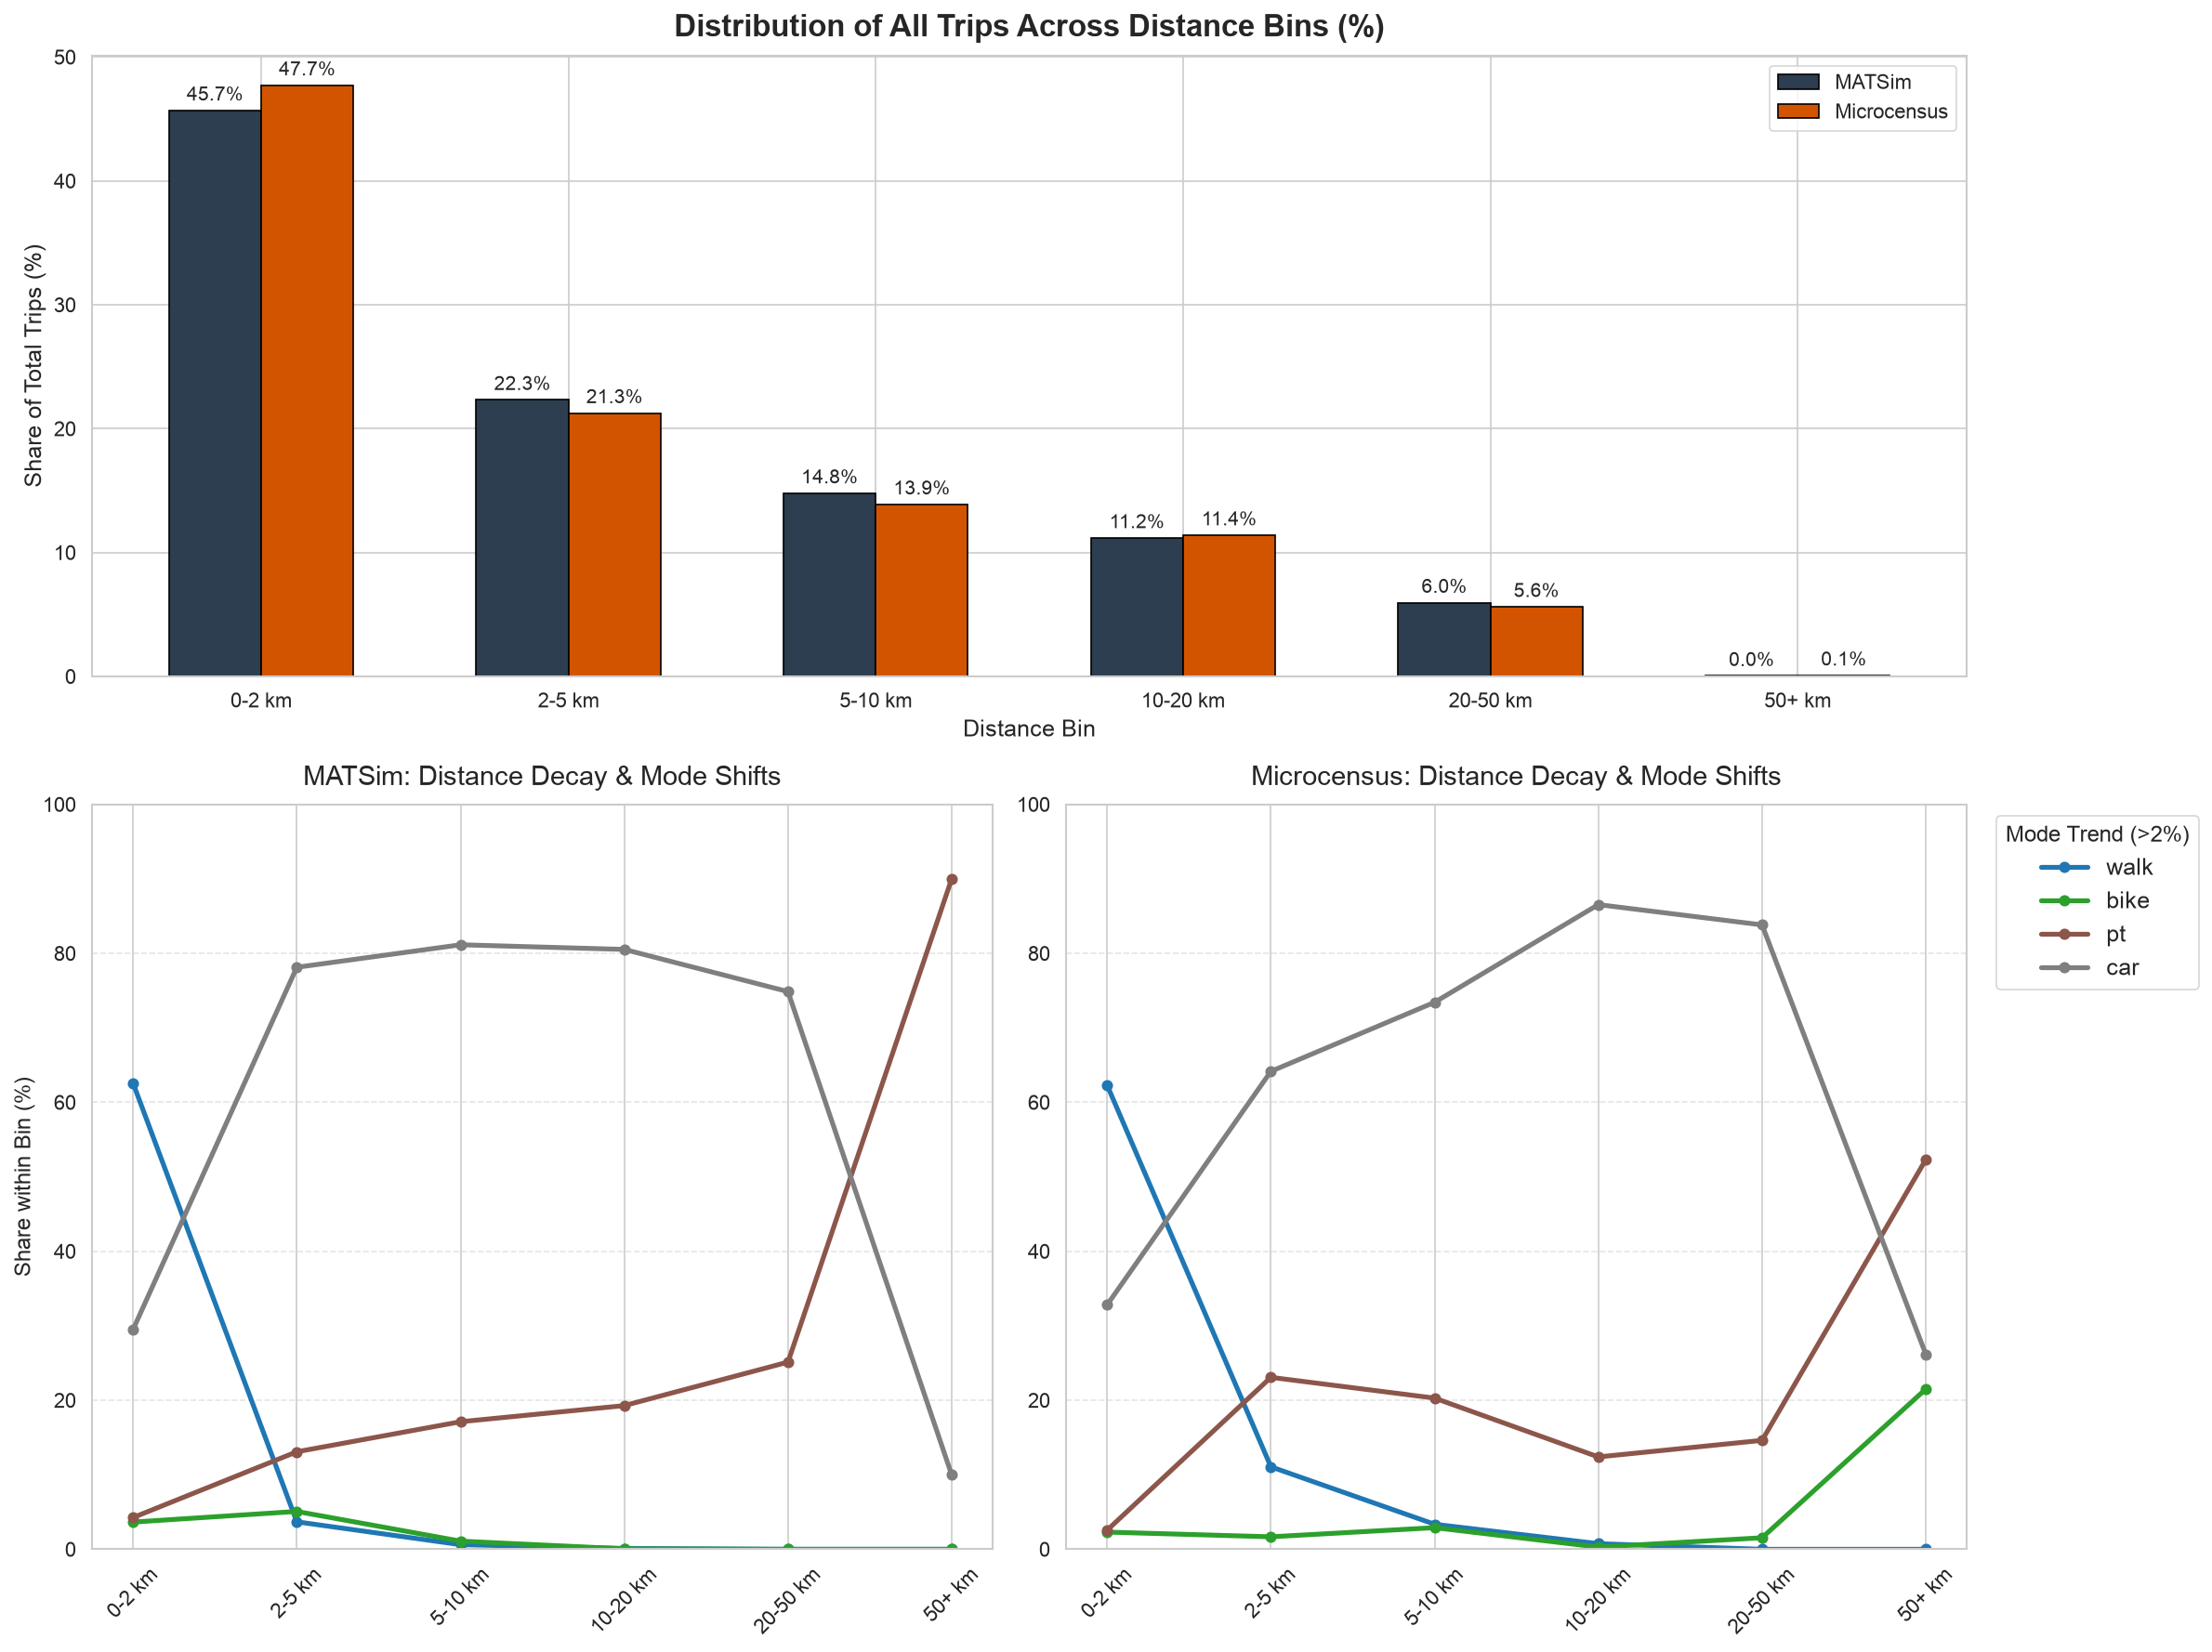 Distribution of All Trips Across Distance Bins (%)
Share of Total Trips (%)
50
40
30
20
10
0
45.7%
47.7%
22.3%
21.3%
14.8%
13.9%
11.2%
11.4%
6.0%
5.6%
0.0%
0.1%
MATSim
Microcensus
0-2 km
2-5 km
5-10 km
10-20 km
20-50 km
50+ km
Distance Bin
MATSim: Distance Decay & Mode Shifts
Share within Bin (%)
100
80
60
40
20
0
0-2 km
2-5 km
5-10 km
10-20 km
20-50 km
50+ km
Microcensus: Distance Decay & Mode Shifts
100
80
60
40
20
0
0-2 km
2-5 km
5-10 km
10-20 km
20-50 km
50+ km
Mode Trend (>2%)
walk
bike
pt
car